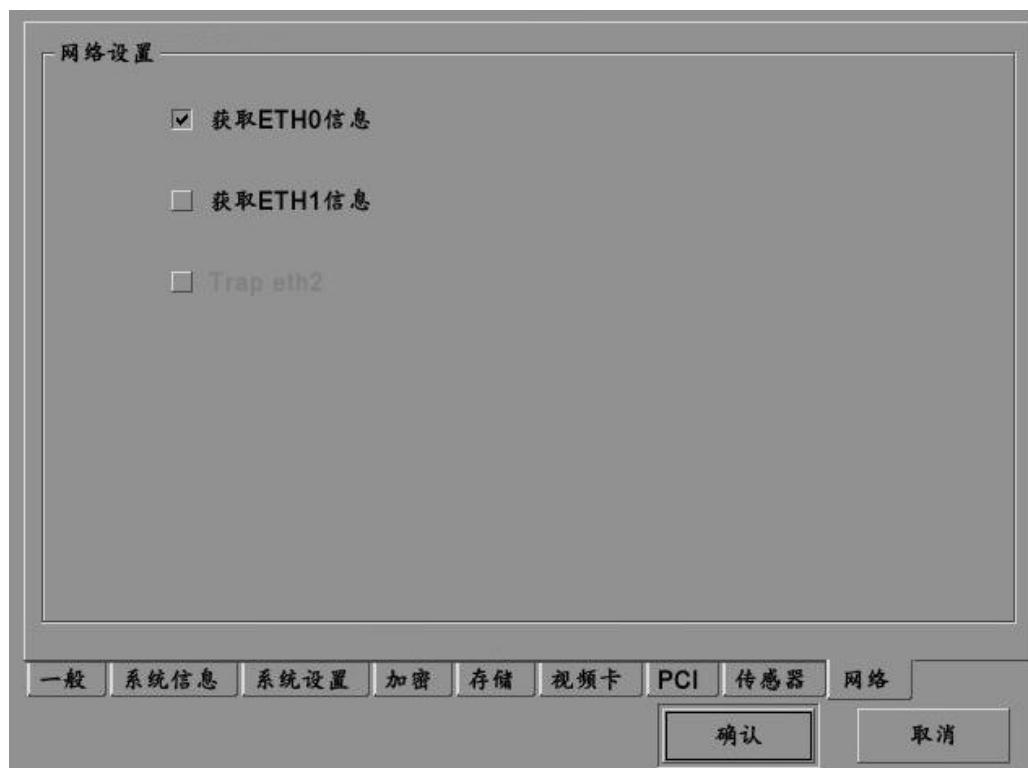 网络设置
获取ETH0信息
获取ETH1信息
Trap eth2
一般 系统信息 系统设置 加密 存储 视频卡 PCI 传感器 网络
确认 取消